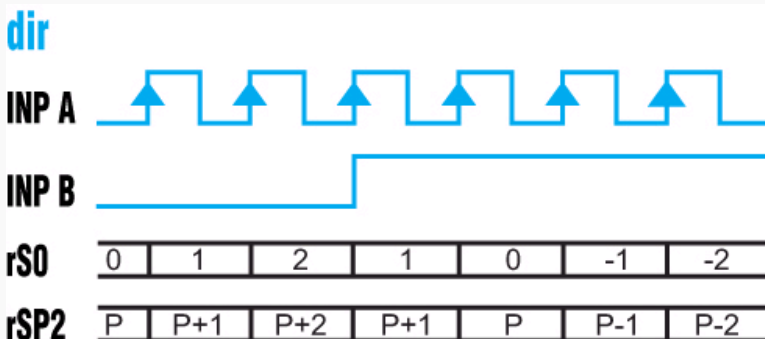 dir
INP A
INP B
rS0 0 1 2 1 0 -1 -2
rSP2 P P+1 P+2 P+1 P P-1 P-2